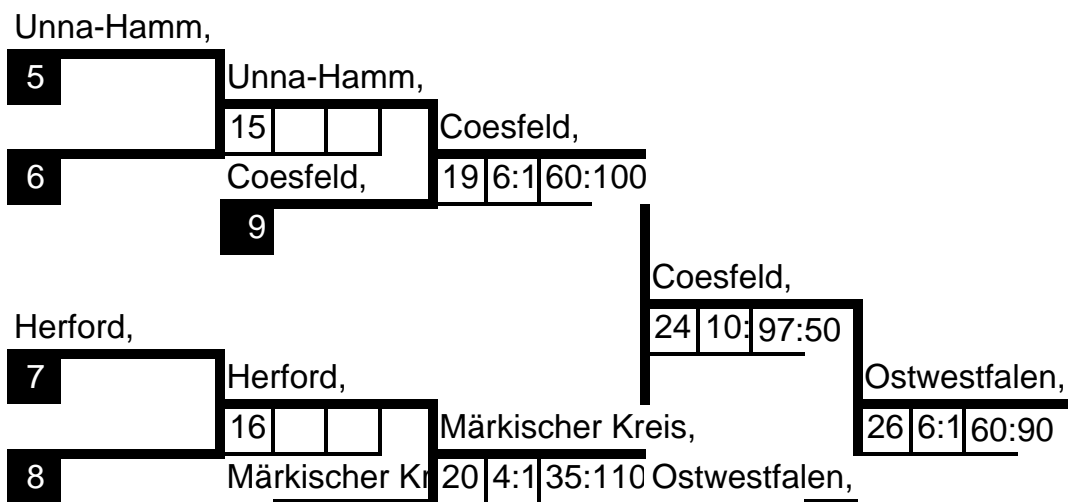 Unna-Hamm,
5 Unna-Hamm,
15 Coesfeld,
6 Coesfeld, 19 6:1 60:100
9
Coesfeld,
Herford, 24 10: 97:50
7 Herford, Ostwestfalen,
16 Märkischer Kreis, 26 6:1 60:90
8 Märkischer Kr 20 4:1 35:110 Ostwestfalen,